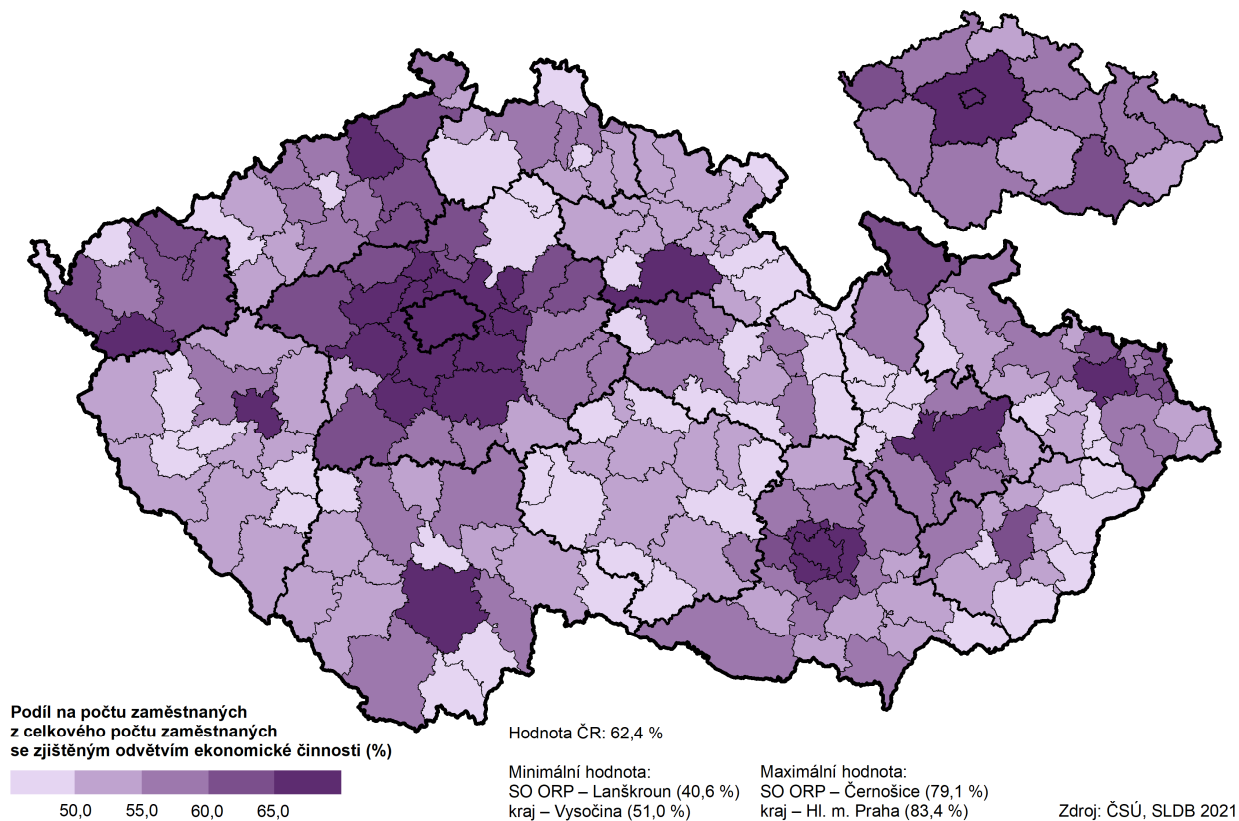 Podíl na počtu zaměstnaných
z celkového počtu zaměstnaných
se zjištěným odvětvím ekonomické činnosti (%)
50,0 55,0 60,0 65,0
Hodnota ČR: 62,4 %
Minimální hodnota:
SO ORP – Lanškroun (40,6 %)
kraj – Vysočina (51,0 %)
Maximální hodnota:
SO ORP – Černošice (79,1 %)
kraj – Hl. m. Praha (83,4 %)
Zdroj: ČSÚ, SLDB 2021